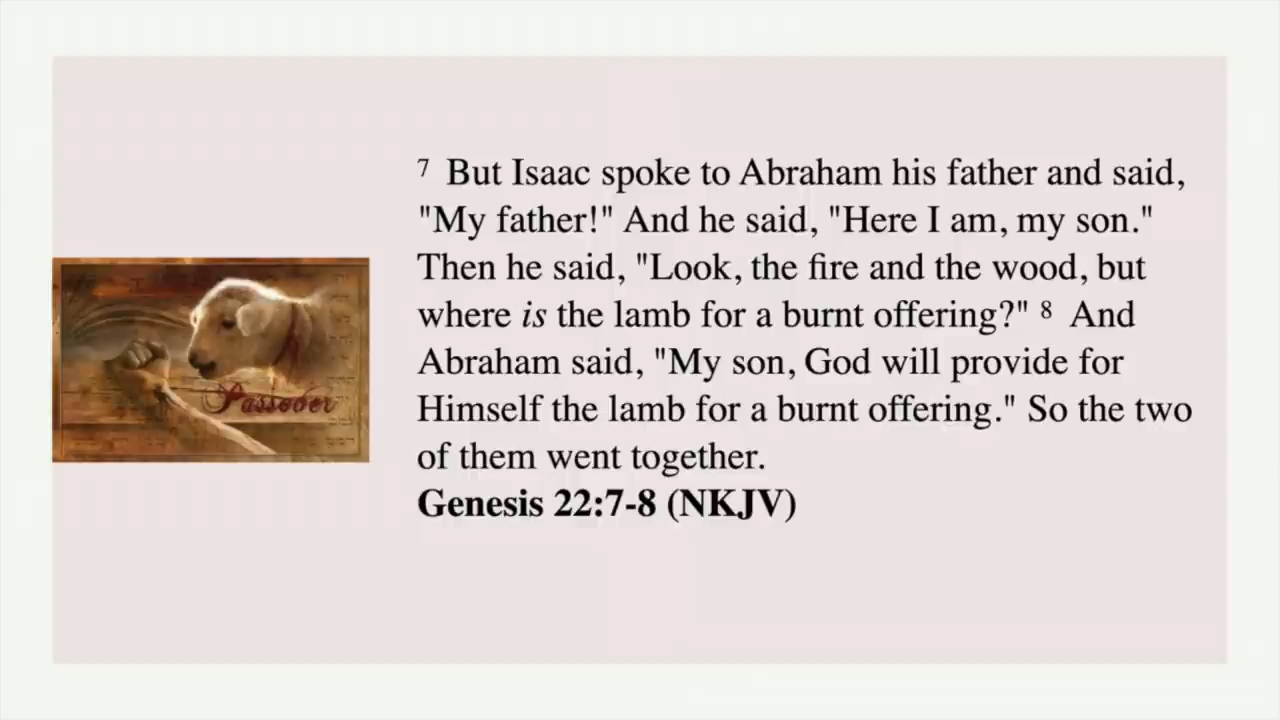 Passover
7 But Isaac spoke to Abraham his father and said,
"My father!" And he said, "Here I am, my son."
Then he said, "Look, the fire and the wood, but
where is the lamb for a burnt offering?" 8 And
Abraham said, "My son, God will provide for
Himself the lamb for a burnt offering." So the two
of them went together.
Genesis 22:7-8 (NKJV)